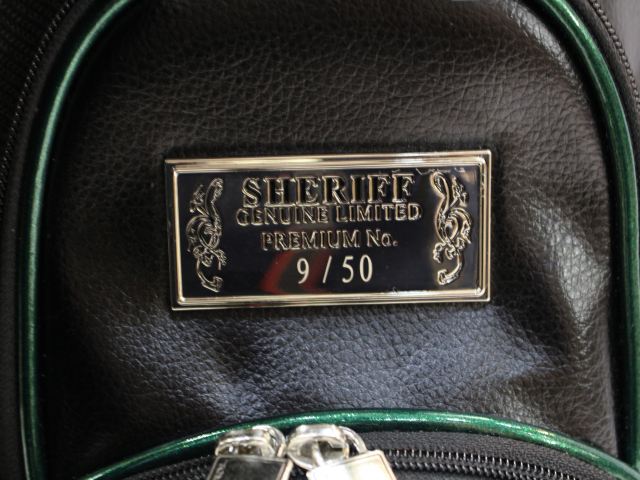 SHERIFF
GENUINE LIMITED
PREMIUM No.
9 / 50